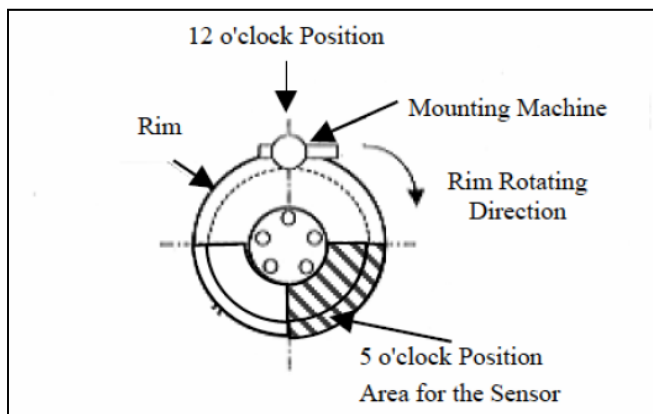 12 o'clock Position
Mounting Machine
Rim
Rim Rotating
Direction
5 o'clock Position
Area for the Sensor